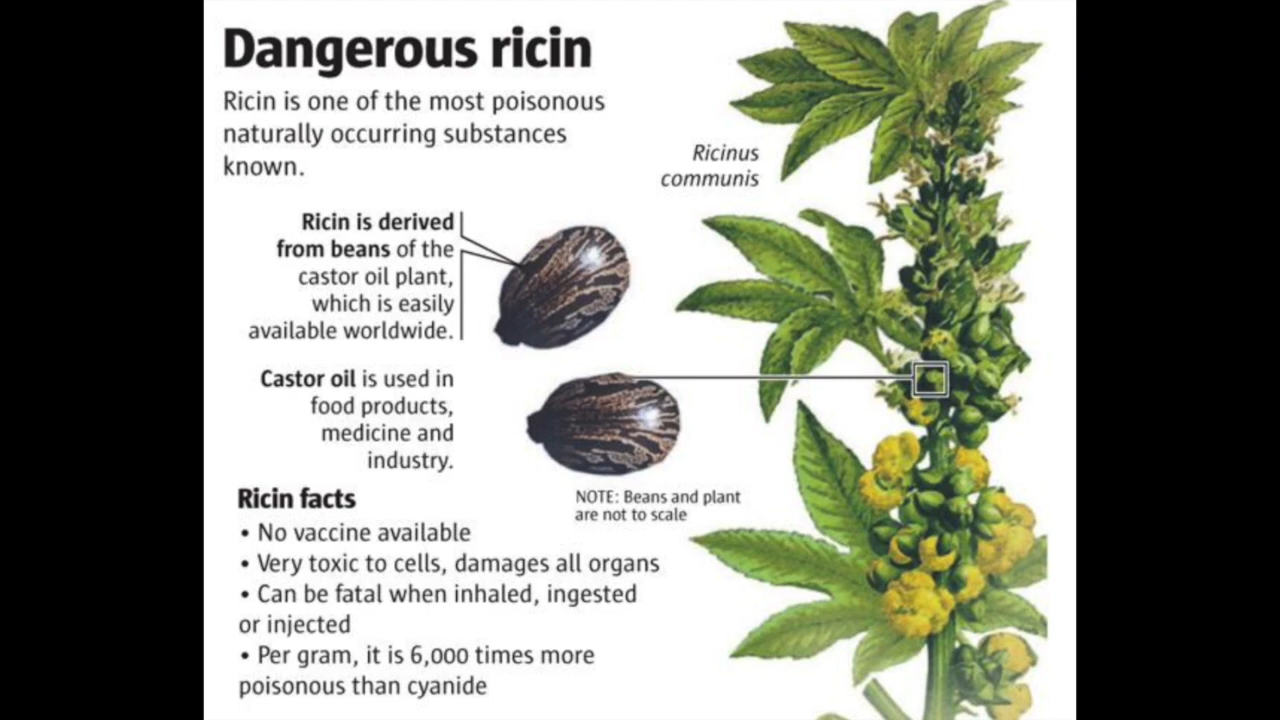 Dangerous ricin
Ricin is one of the most poisonous
naturally occurring substances
known.
Ricinus
communis
Ricin is derived
from beans of the
castor oil plant,
which is easily
available worldwide.
Castor oil is used in
food products,
medicine and
industry.
NOTE: Beans and plant
are not to scale
Ricin facts
• No vaccine available
• Very toxic to cells, damages all organs
• Can be fatal when inhaled, ingested
or injected
• Per gram, it is 6,000 times more
poisonous than cyanide